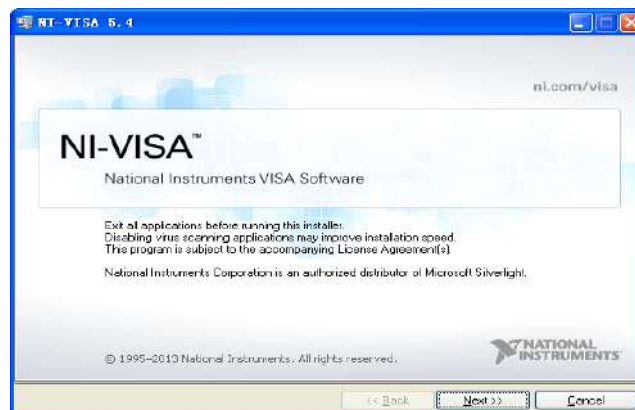 NI-VISA 5.4
ni.com/visa
NI-VISA™
National Instruments VISA Software
Exit all applications before running this installer.
Disabling virus scanning applications may improve installation speed.
This program is subject to the accompanying License Agreement(s).
National Instruments Corporation is an authorized distributor of Microsoft Silverlight.
© 1995–2013 National Instruments. All rights reserved.
NATIONAL
INSTRUMENTS
<< Back
Next >>
Cancel